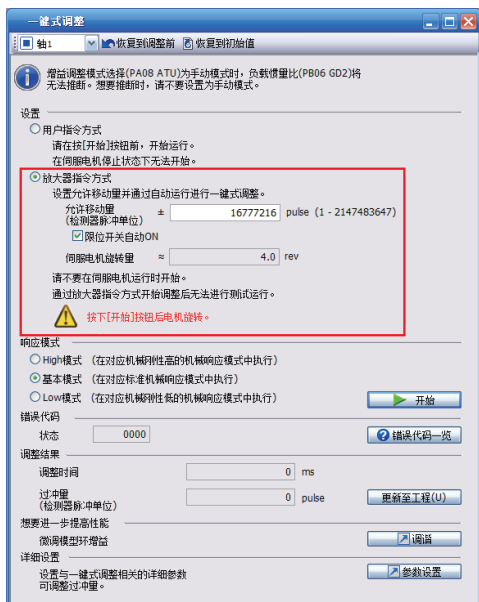 一键式调整
轴1 恢复到调整前 恢复到初始值
增益调整模式选择(PA08 ATU)为手动模式时，负载惯量比(PB06 GD2)将
无法推断。想要推断时，请不要设置为手动模式。
设置
用户指令方式
请在按[开始]按钮前，开始运行。
在伺服电机停止状态下无法开始。
放大器指令方式
设置允许移动量并通过自动运行进行一键式调整。
允许移动量
(检测器脉冲单位) ± 16777216 pulse (1 - 2147483647)
限位开关自动ON
伺服电机旋转量 ≈ 4.0 rev
请不要在伺服电机运行时开始。
通过放大器指令方式开始调整后无法进行测试运行。
按下[开始]按钮后电机旋转。
响应模式
High模式 (在对应机械刚性高的机械响应模式中执行)
基本模式 (在对应标准机械响应模式中执行)
Low模式 (在对应机械刚性低的机械响应模式中执行)
开始
错误代码
状态 0000 错误代码一览
调整结果
调整时间 0 ms
过冲量
(检测器脉冲单位) 0 pulse 更新至工程(U)
想要进一步提高性能
微调模型环增益 调谐
详细设置
设置与一键式调整相关的详细参数
可调整过冲量。 参数设置